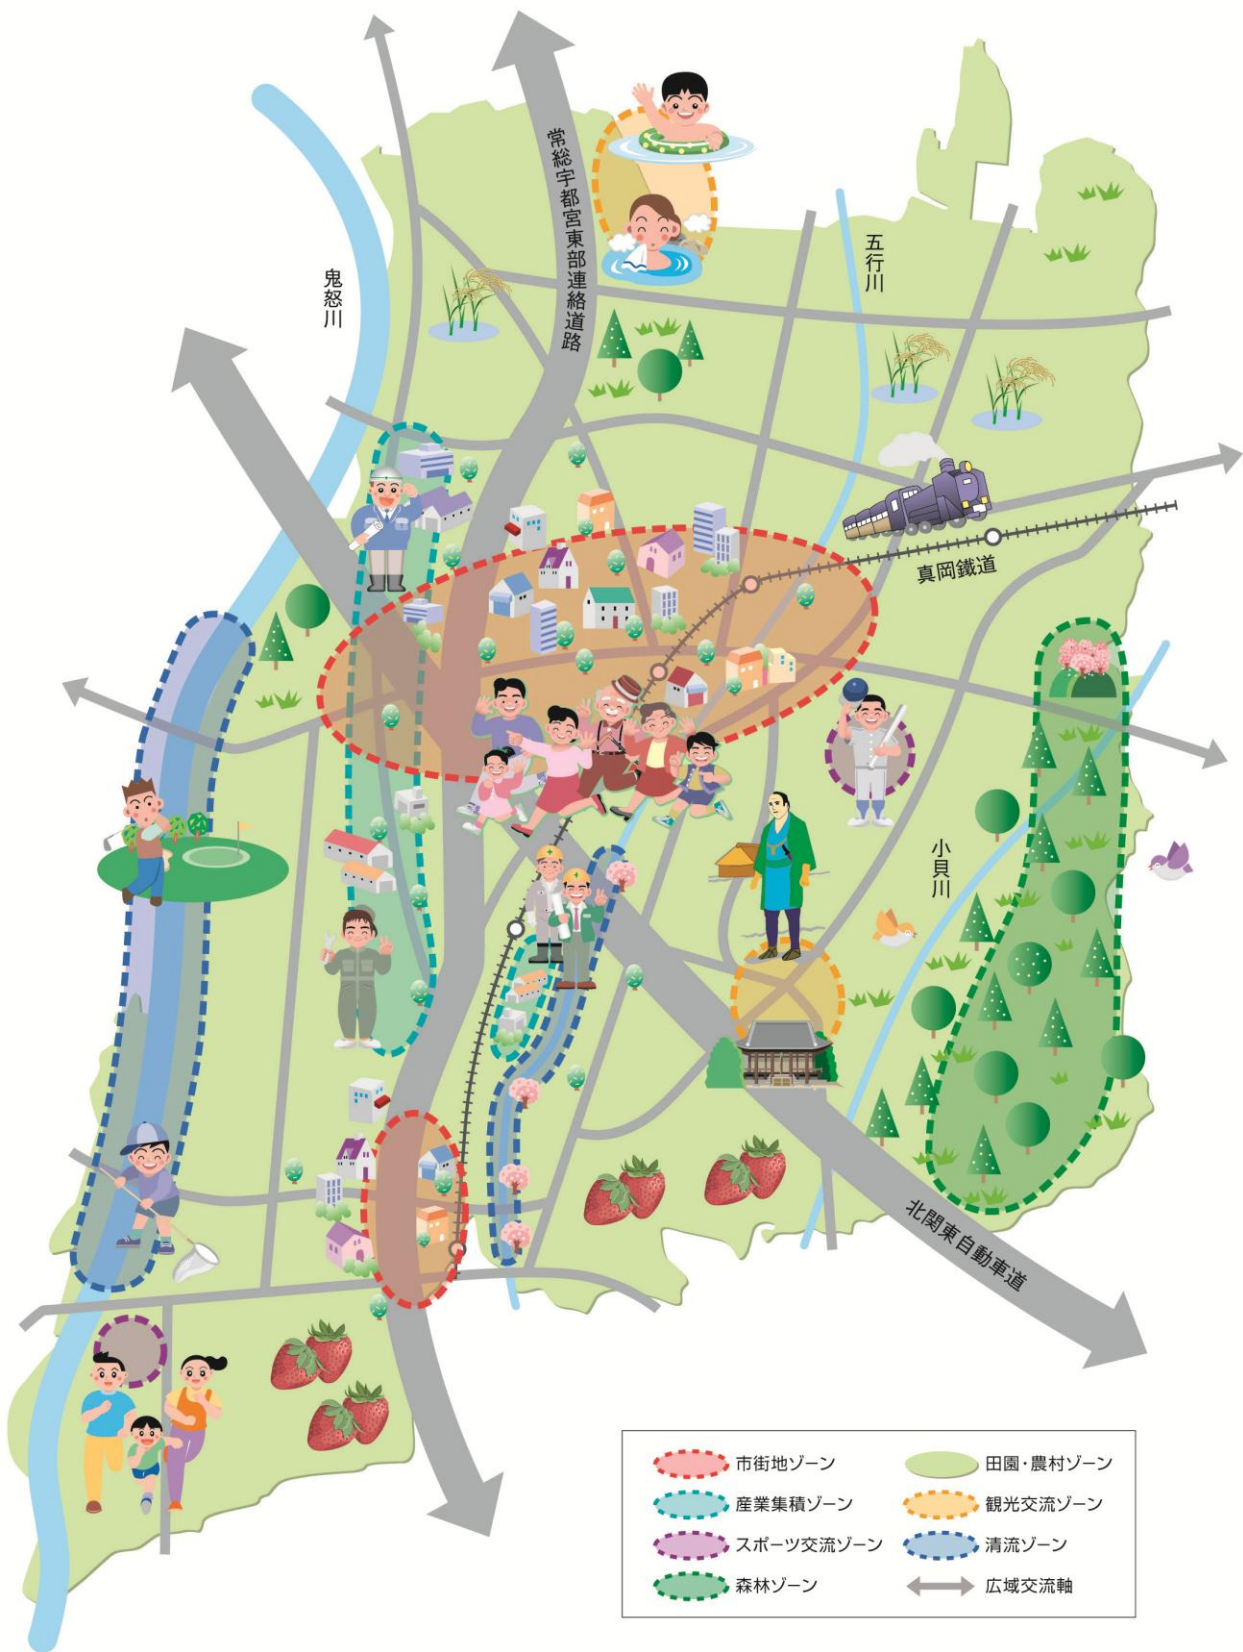 常総宇都宮東部連絡道路
鬼怒川
五行川
真岡鐵道
小貝川
北関東自動車道
市街地ゾーン
田園・農村ゾーン
産業集積ゾーン
観光交流ゾーン
スポーツ交流ゾーン
清流ゾーン
森林ゾーン
広域交流軸